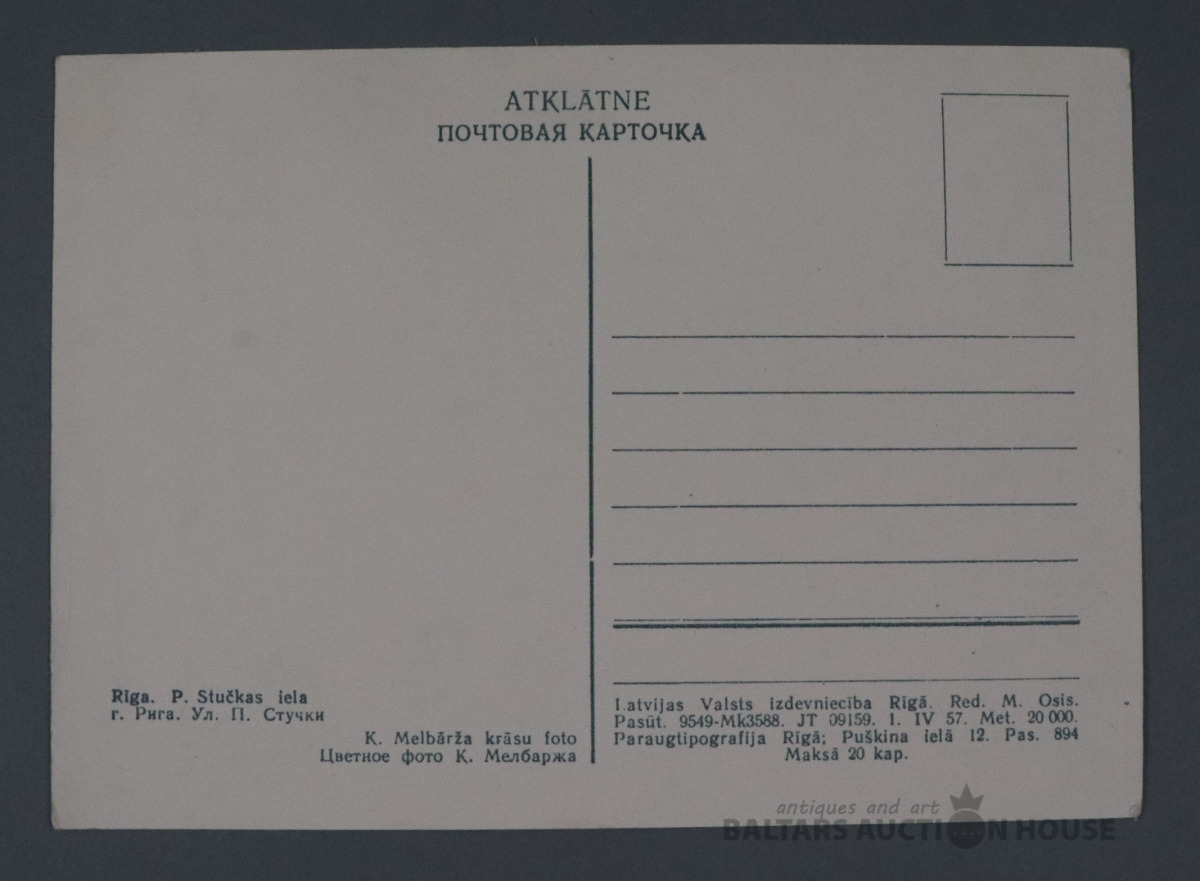 ATĶLĀTNE
ПОЧТОВАЯ КАРТОЧКА
Rīga. P. Stučkas iela
г. Рига. Ул. П. Стучки
K. Melbārža krāsu foto
Цветное фото К. Мелбаржа
Latvijas Valsts izdevniecība Rīgā. Red. M. Osis.
Pasūt. 9549-Mk3588. JT 09159. 1. IV 57. Met. 20 000.
Paraugtipografija Rīgā; Puškina ielā 12. Pas. 894
Maksā 20 kap.
antiques and art
BALTARS AUCTION HOUSE